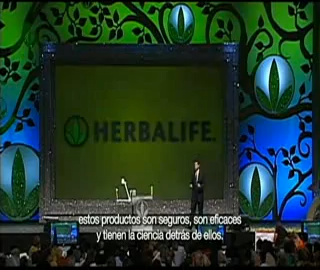 HERBALIFE.
estos productos son seguros, son eficaces
y tienen la ciencia detrás de ellos.